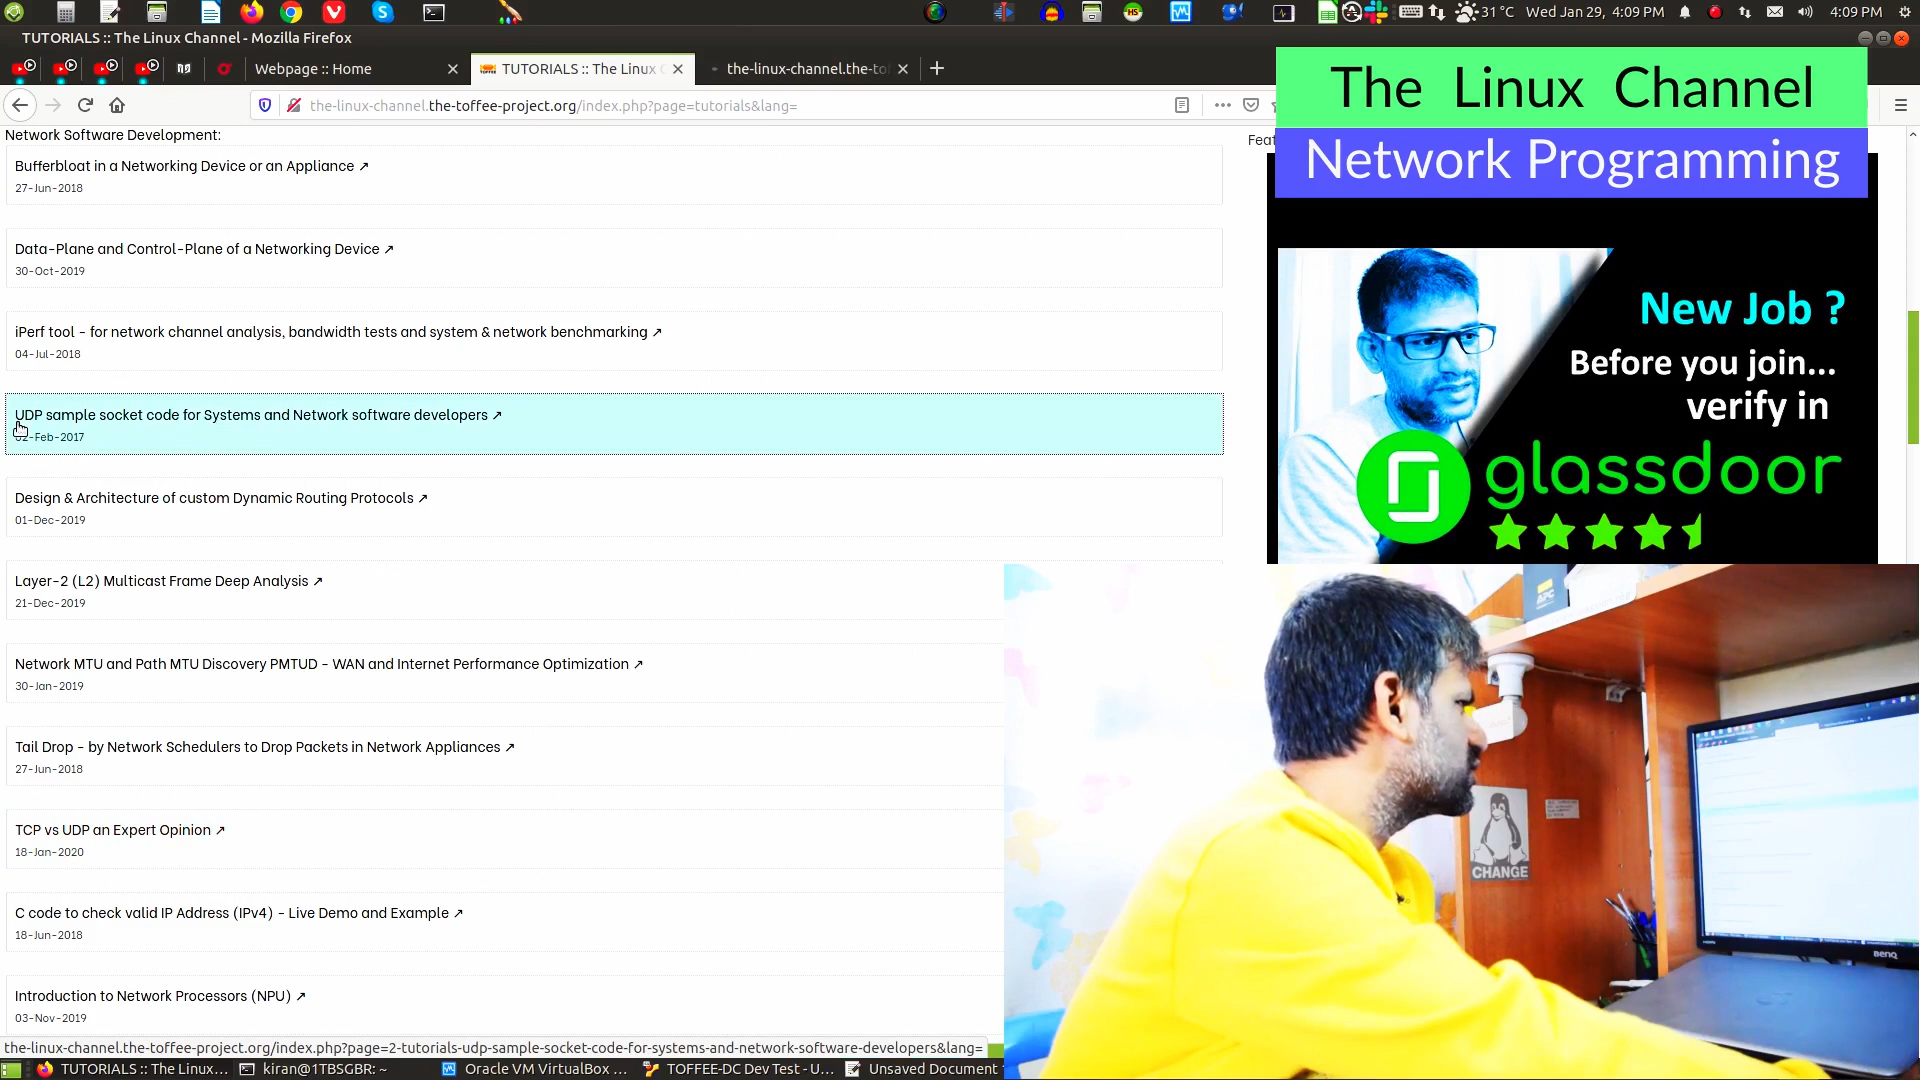 31 °C
Wed Jan 29, 4:09 PM
4:09 PM
TUTORIALS :: The Linux Channel - Mozilla Firefox
Webpage :: Home
TUTORIALS :: The Linux C
the-linux-channel.the-tof
the-linux-channel.the-toffee-project.org/index.php?page=tutorials&lang=
The Linux Channel
Network Programming
Network Software Development:
Feat
Bufferbloat in a Networking Device or an Appliance ↗
27-Jun-2018
Data-Plane and Control-Plane of a Networking Device ↗
30-Oct-2019
iPerf tool - for network channel analysis, bandwidth tests and system & network benchmarking ↗
04-Jul-2018
UDP sample socket code for Systems and Network software developers ↗
02-Feb-2017
Design & Architecture of custom Dynamic Routing Protocols ↗
01-Dec-2019
Layer-2 (L2) Multicast Frame Deep Analysis ↗
21-Dec-2019
Network MTU and Path MTU Discovery PMTUD - WAN and Internet Performance Optimization ↗
30-Jan-2019
Tail Drop - by Network Schedulers to Drop Packets in Network Appliances ↗
27-Jun-2018
TCP vs UDP an Expert Opinion ↗
18-Jan-2020
C code to check valid IP Address (IPv4) - Live Demo and Example ↗
18-Jun-2018
Introduction to Network Processors (NPU) ↗
03-Nov-2019
New Job ?
Before you join...
verify in
glassdoor
APC
CHANGE
BenQ
the-linux-channel.the-toffee-project.org/index.php?page=2-tutorials-udp-sample-socket-code-for-systems-and-network-software-developers&lang=
TUTORIALS :: The Linux...
kiran@1TBSGBR: ~
Oracle VM VirtualBox ...
TOFFEE-DC Dev Test - U...
Unsaved Document